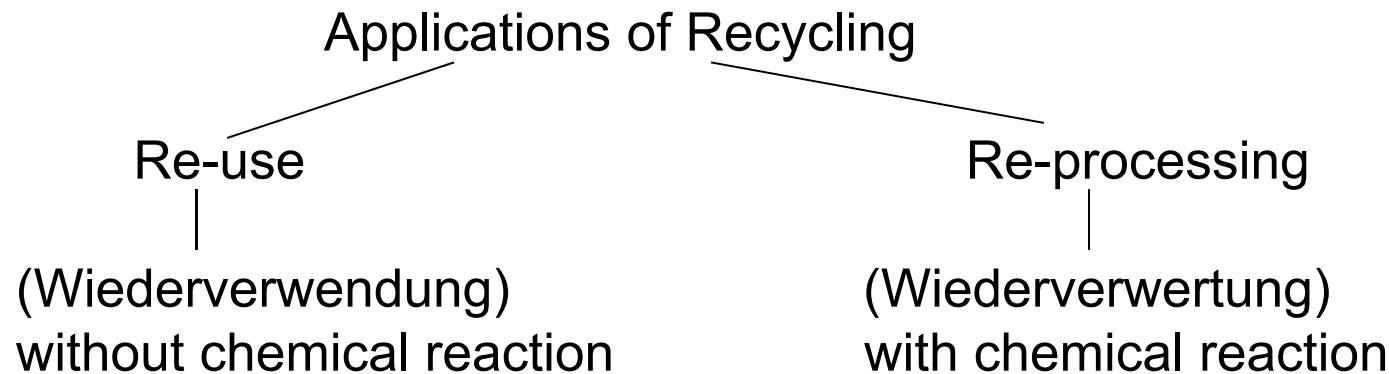 Applications of Recycling
Re-use
Re-processing
(Wiederverwendung)
without chemical reaction
(Wiederverwertung)
with chemical reaction